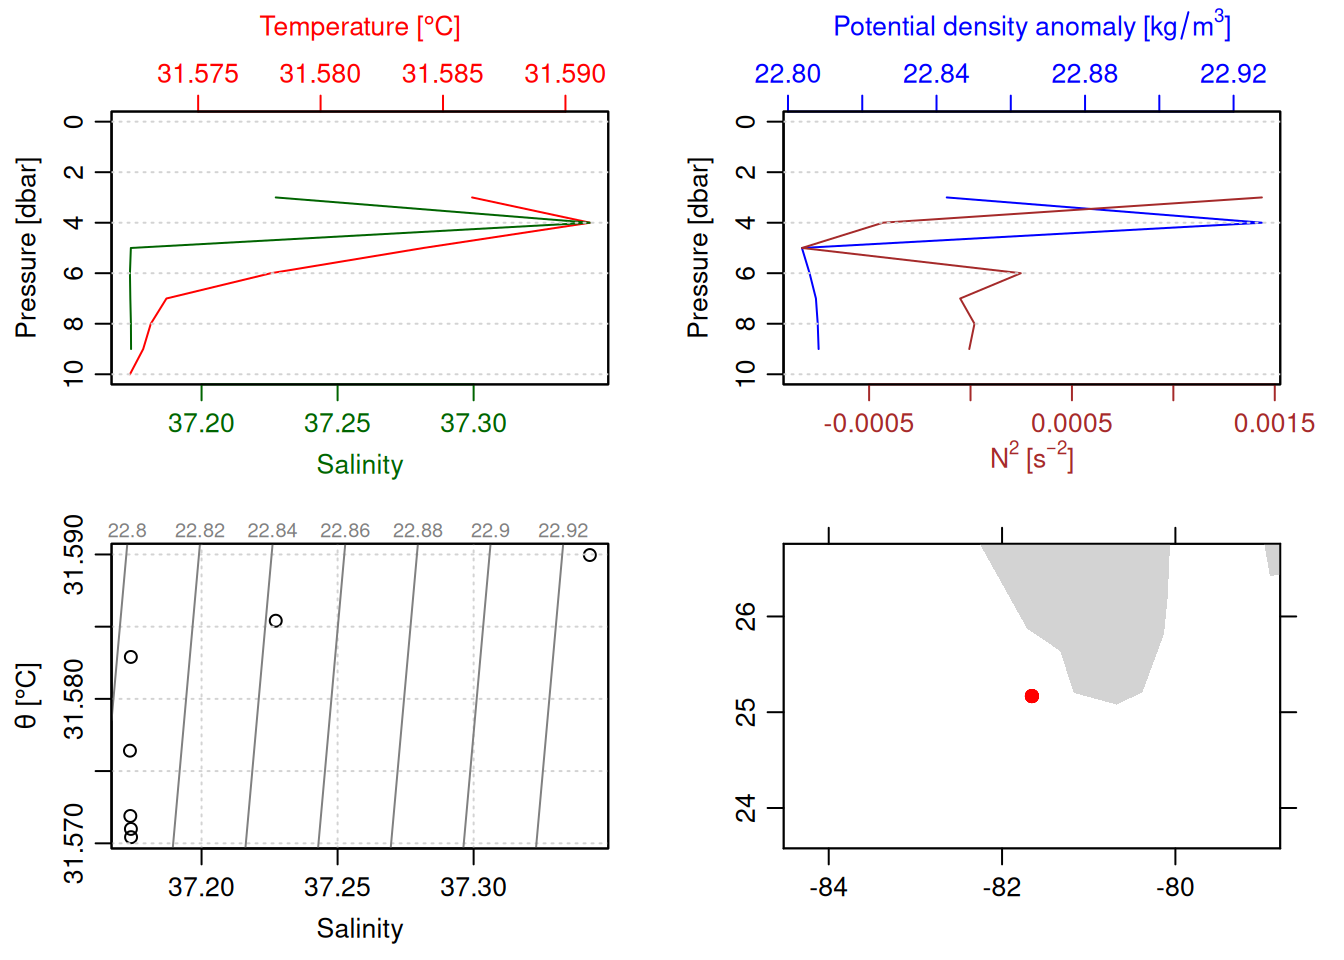 Temperature [°C]
31.575 31.580 31.585 31.590
Pressure [dbar]
0 2 4 6 8 10
37.20 37.25 37.30
Salinity
Potential density anomaly [kg/m³]
22.80 22.84 22.88 22.92
Pressure [dbar]
0 2 4 6 8 10
-0.0005 0.0005 0.0015
N² [s⁻²]
22.8 22.82 22.84 22.86 22.88 22.9 22.92
θ [°C]
31.570 31.580 31.590
37.20 37.25 37.30
Salinity
26
25
24
-84 -82 -80